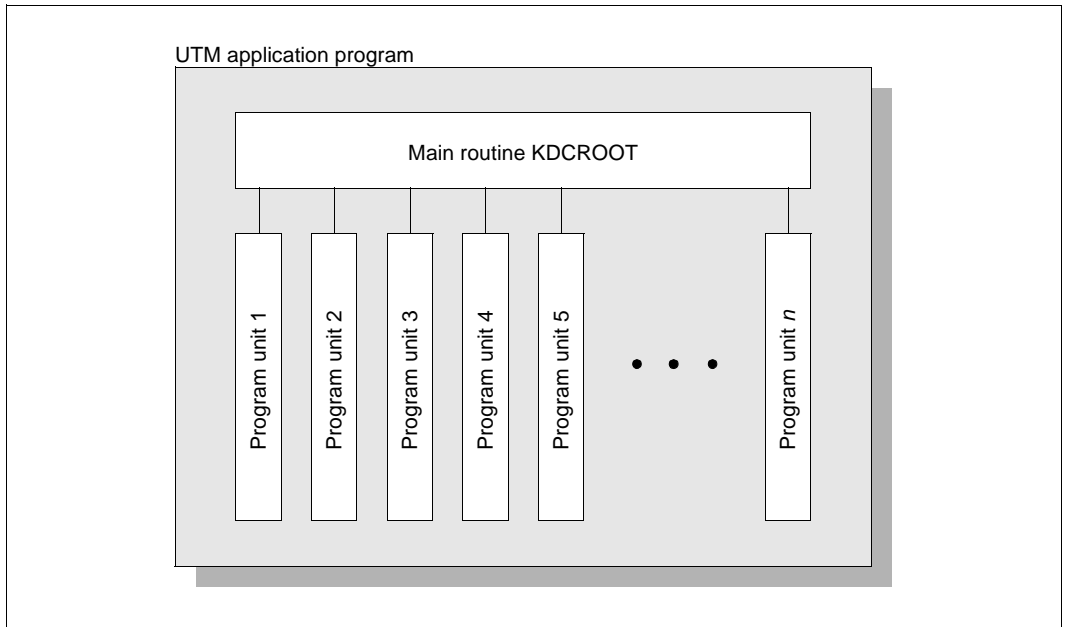 UTM application program
Main routine KDCROOT
Program unit 1
Program unit 2
Program unit 3
Program unit 4
Program unit 5
Program unit n